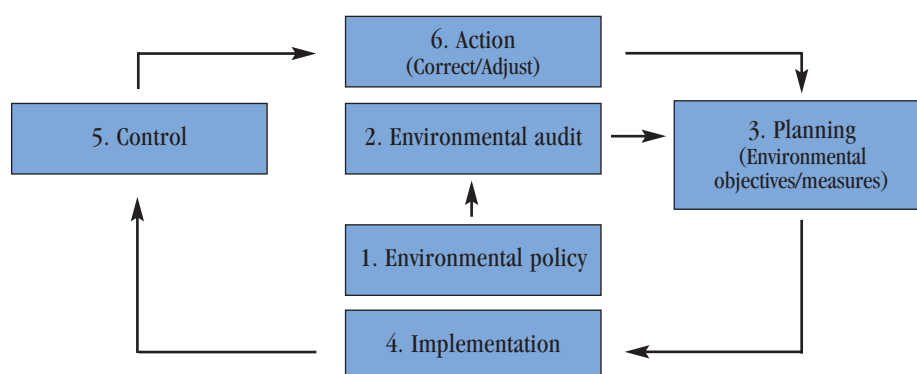 6. Action
(Correct/Adjust)
5. Control
2. Environmental audit
3. Planning
(Environmental
objectives/measures)
1. Environmental policy
4. Implementation